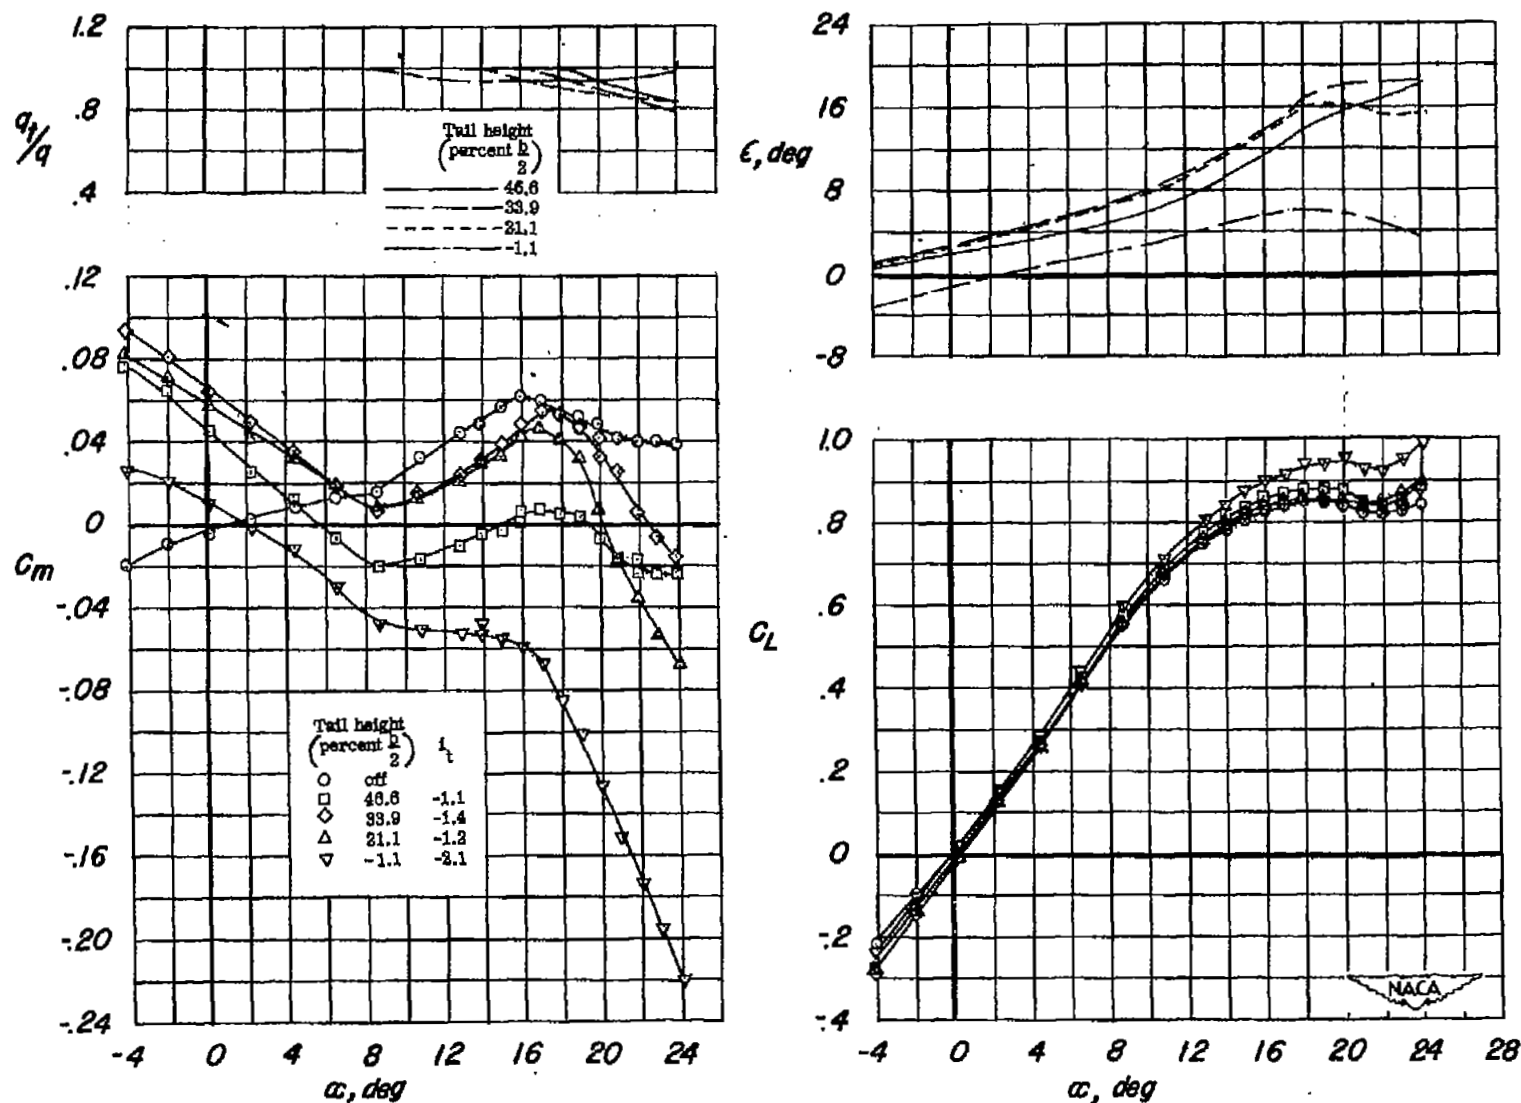 1.2
.8
.4
qt/q
Tail height
(percent b/2)
46.6
33.9
21.1
-1.1
.12
.08
.04
0
-.04
-.08
-.12
-.16
-.20
-.24
Cm
Tail height
(percent b/2) it
off
46.6 -1.1
33.9 -1.4
21.1 -1.2
-1.1 -2.1
-4 0 4 8 12 16 20 24
α, deg
24
16
8
0
-8
ϵ, deg
1.0
.8
.6
.4
.2
0
-.2
-.4
CL
NACA
-4 0 4 8 12 16 20 24 28
α, deg